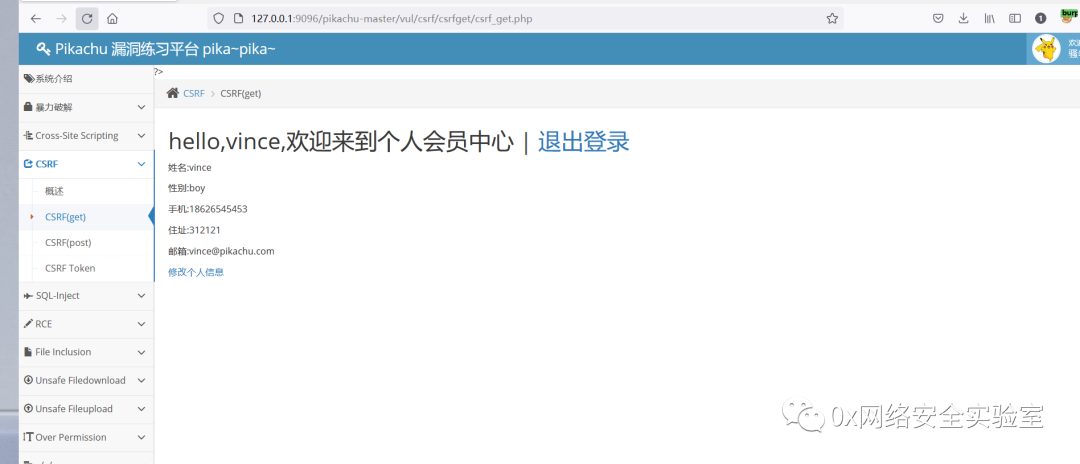 127.0.0.1:9096/pikachu-master/vul/csrf/csrfget/csrf_get.php
1
burp
Pikachu 漏洞练习平台 pika~pika~
欢
骚
系统介绍
?>
暴力破解
CSRF > CSRF(get)
Cross-Site Scripting
hello,vince,欢迎来到个人会员中心 | 退出登录
CSRF
姓名:vince
概述
性别:boy
CSRF(get)
手机:18626545453
住址:312121
CSRF(post)
邮箱:vince@pikachu.com
CSRF Token
修改个人信息
SQL-Inject
RCE
File Inclusion
Unsafe Filedownload
Unsafe Fileupload
Over Permission
0x网络安全实验室